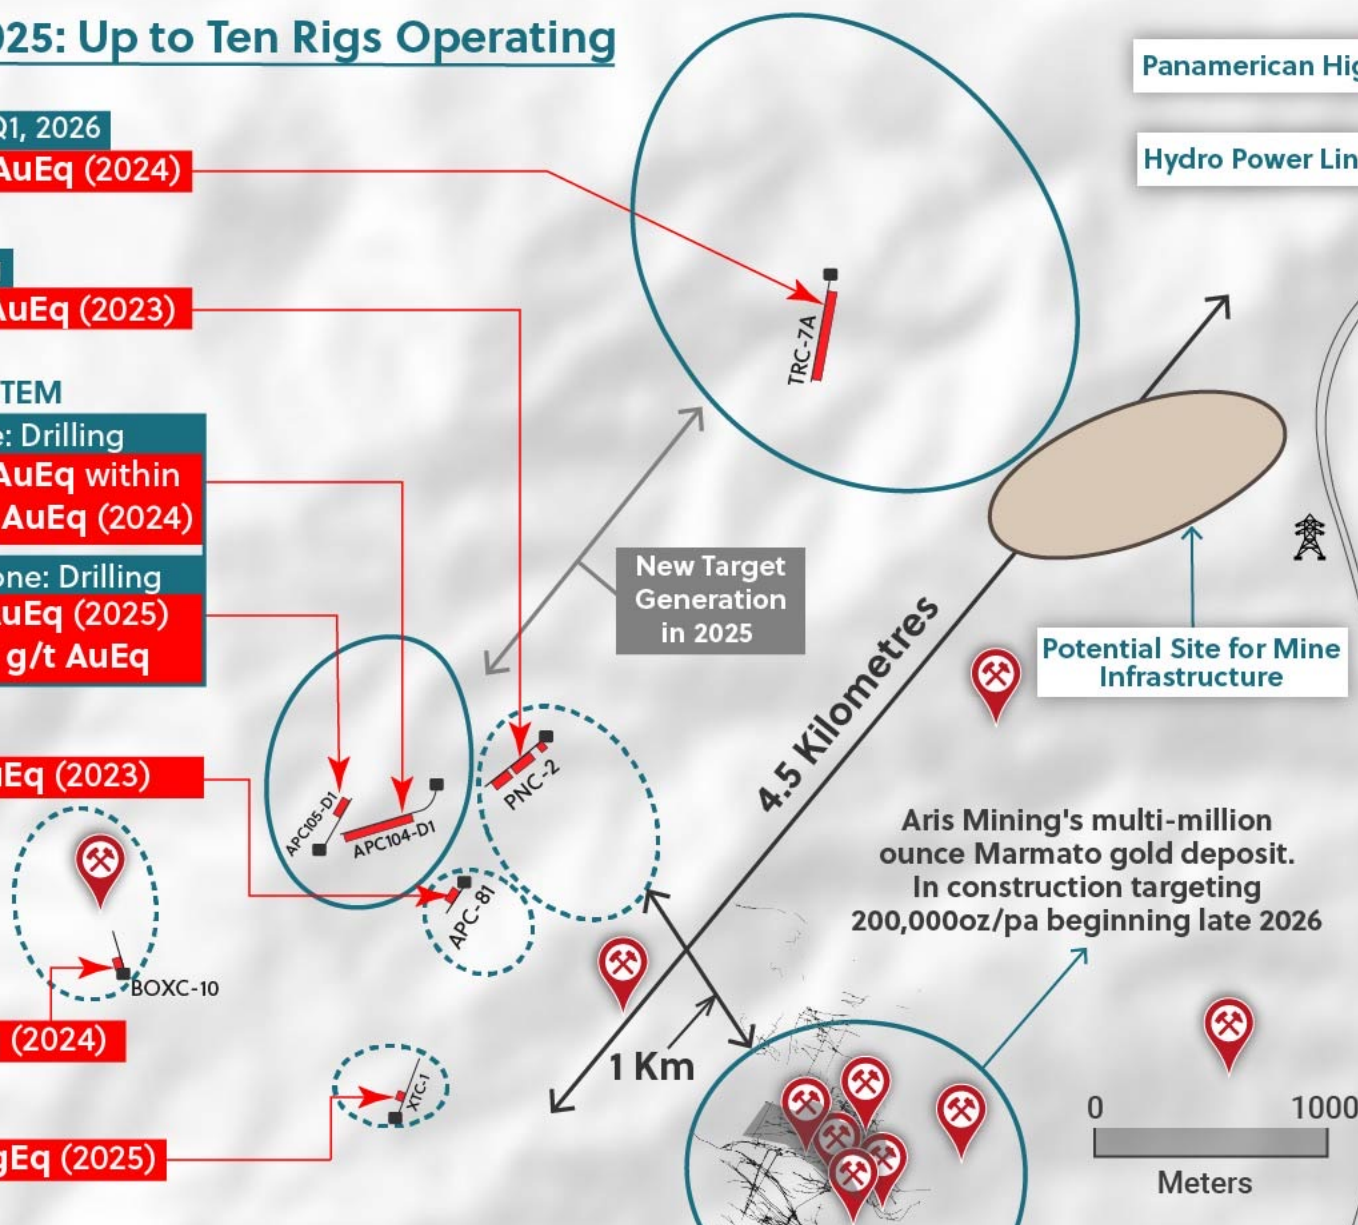 025: Up to Ten Rigs Operating
Panamerican Hig
Hydro Power Lin
Q1, 2026
AuEq (2024)
AuEq (2023)
TEM
e: Drilling
AuEq within
AuEq (2024)
one: Drilling
AuEq (2025)
g/t AuEq
uEq (2023)
(2024)
gEq (2025)
TRC-7A
New Target
Generation
in 2025
4.5 Kilometres
Potential Site for Mine
Infrastructure
PNC-2
APC105-D1
APC104-D1
APC-81
BOXC-10
XTC-1
1 Km
Aris Mining's multi-million
ounce Marmato gold deposit.
In construction targeting
200,000oz/pa beginning late 2026
0 1000
Meters